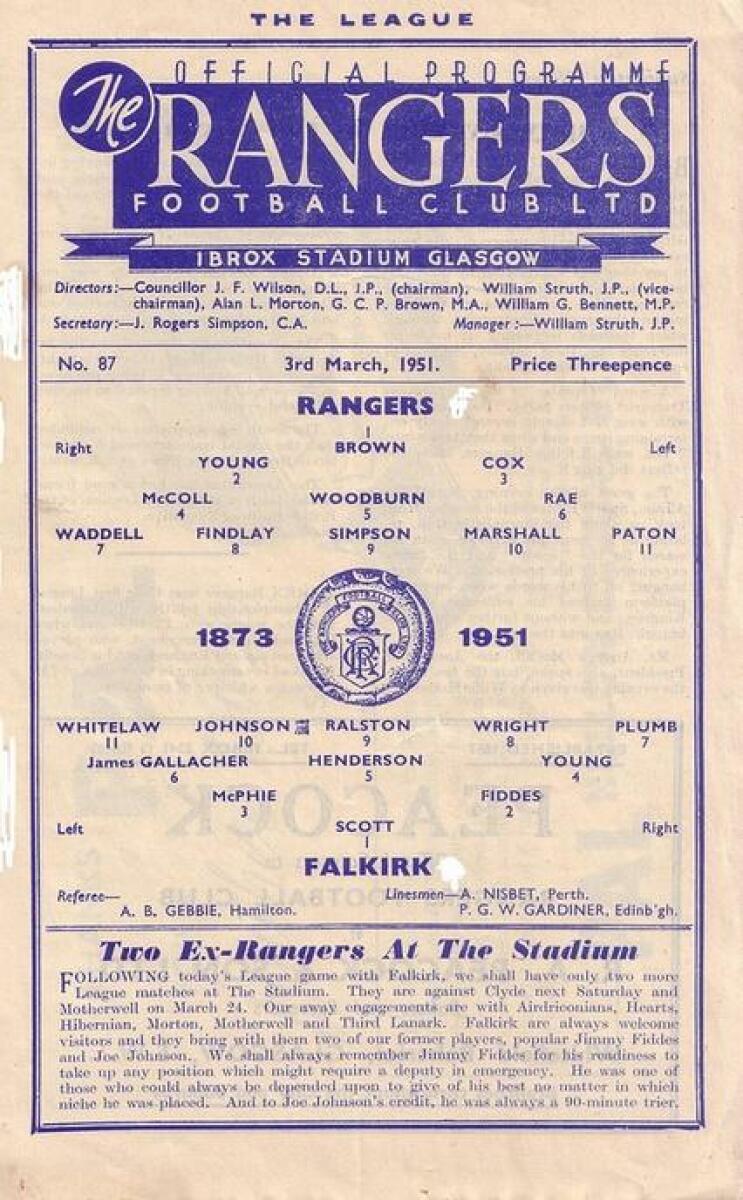 THE LEAGUE
OFFICIAL PROGRAMME
The RANGERS
FOOTBALL CLUB LTD
IBROX STADIUM GLASGOW
Directors:—Councillor J. F. Wilson, D.L., J.P., (chairman), William Struth, J.P., (vice-
chairman), Alan L. Morton, G. C. P. Brown, M.A., William G. Bennett, M.P.
Secretary:—J. Rogers Simpson, C.A. Manager:—William Struth, J.P.
No. 87 3rd March, 1951. Price Threepence
RANGERS
1
Right BROWN Left
YOUNG COX
2 3
McCOLL WOODBURN RAE
4 5 6
WADDELL FINDLAY SIMPSON MARSHALL PATON
7 8 9 10 11
1873 1951
WHITELAW JOHNSON RALSTON WRIGHT PLUMB
11 10 9 8 7
James GALLACHER HENDERSON YOUNG
6 5 4
McPHIE FIDDES
3 2
Left SCOTT Right
1
FALKIRK
Referee— Linesmen—A. NISBET, Perth.
A. B. GEBBIE, Hamilton. P. G. W. GARDINER, Edinb'gh.
Two Ex-Rangers At The Stadium
FOLLOWING today's League game with Falkirk, we shall have only two more
League matches at The Stadium. They are against Clyde next Saturday and
Motherwell on March 24. Our away engagements are with Airdriconians, Hearts,
Hibernian, Morton, Motherwell and Third Lanark. Falkirk are always welcome
visitors and they bring with them two of our former players, popular Jimmy Fiddes
and Joe Johnson. We shall always remember Jimmy Fiddes for his readiness to
take up any position which might require a deputy in emergency. He was one of
those who could always be depended upon to give of his best no matter in which
niche he was placed. And to Joe Johnson's credit, he was always a 90-minute trier.